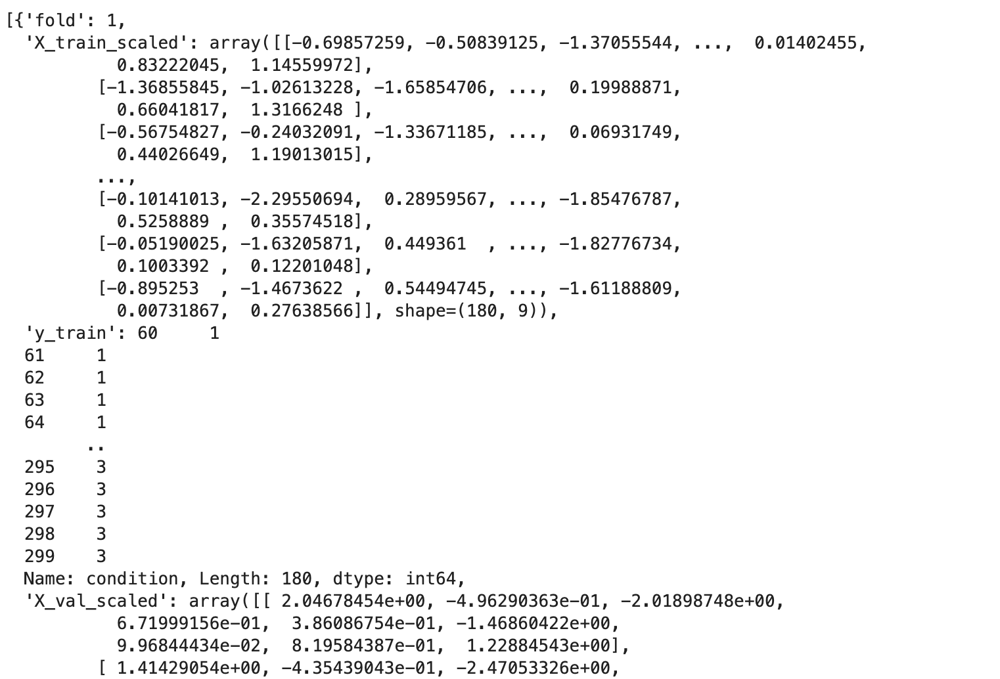 [{'fold': 1,
  'X_train_scaled': array([[-0.69857259, -0.50839125, -1.37055544, ...,  0.01402455,
           0.83222045,  1.14559972],
         [-1.36855845, -1.02613228, -1.65854706, ...,  0.19988871,
           0.66041817,  1.3166248 ],
         [-0.56754827, -0.24032091, -1.33671185, ...,  0.06931749,
           0.44026649,  1.19013015],
         ...,
         [-0.10141013, -2.29550694,  0.28959567, ..., -1.85476787,
           0.5258889 ,  0.35574518],
         [-0.05190025, -1.63205871,  0.449361  , ..., -1.82776734,
           0.1003392 ,  0.12201048],
         [-0.895253  , -1.4673622 ,  0.54494745, ..., -1.61188809,
           0.00731867,  0.27638566]], shape=(180, 9)),
  'y_train': 60     1
  61     1
  62     1
  63     1
  64     1
        ..
  295    3
  296    3
  297    3
  298    3
  299    3
  Name: condition, Length: 180, dtype: int64,
  'X_val_scaled': array([[ 2.04678454e+00, -4.96290363e-01, -2.01898748e+00,
           6.71999156e-01,  3.86086754e-01, -1.46860422e+00,
           9.96844434e-02,  8.19584387e-01,  1.22884543e+00],
         [ 1.41429054e+00, -4.35439043e-01, -2.47053326e+00,